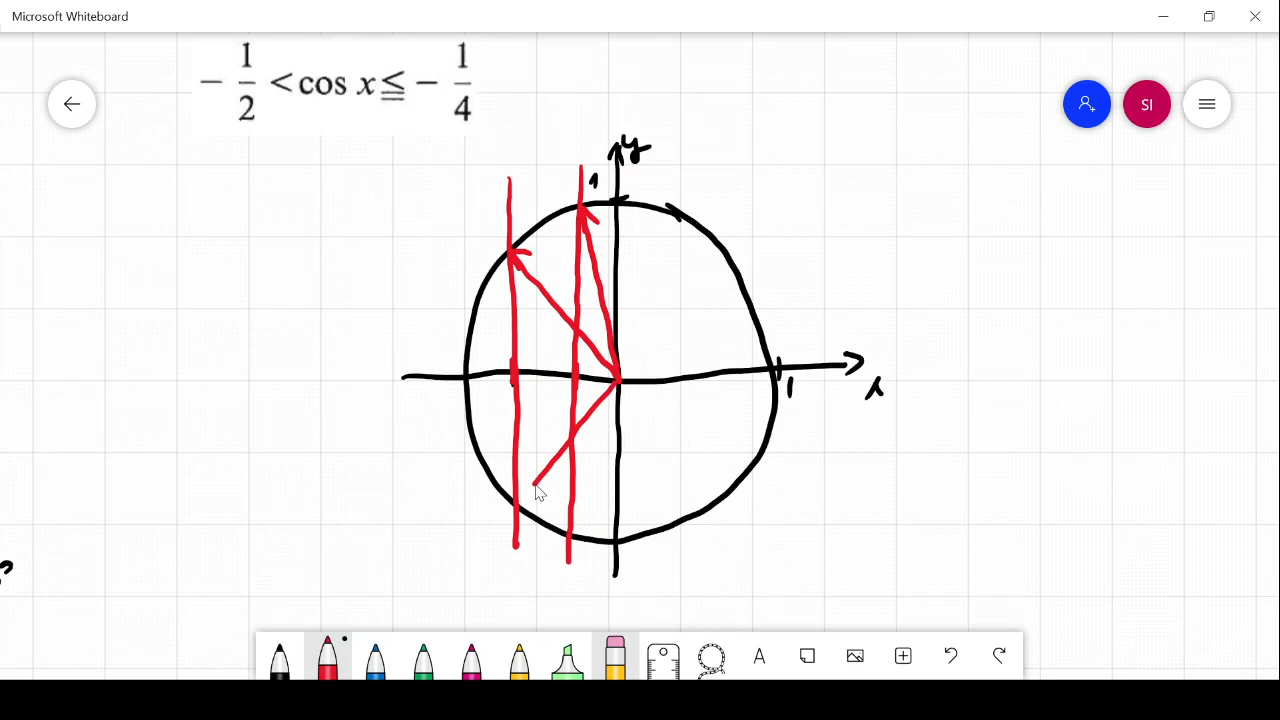 Microsoft Whiteboard
− 1/2 < cos x ≦ − 1/4
SI
y
1
1
x
?
A